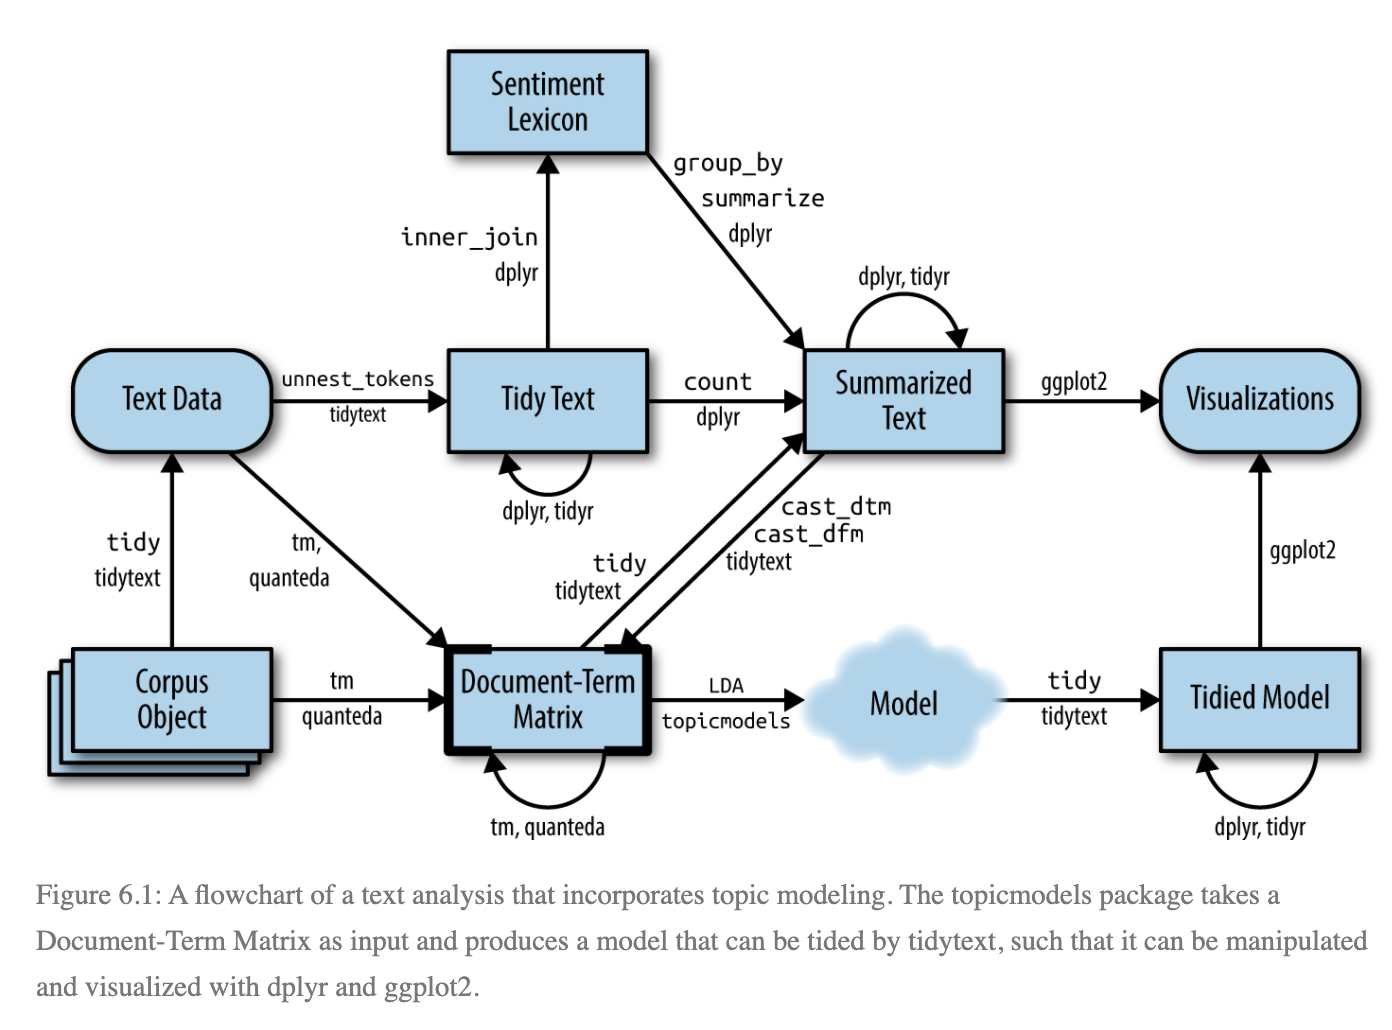 Sentiment
Lexicon
group_by
summarize
dplyr
inner_join
dplyr
dplyr, tidyr
Text Data
unnest_tokens
tidytext
Tidy Text
count
dplyr
Summarized
Text
ggplot2
Visualizations
dplyr, tidyr
cast_dtm
cast_dfm
tidytext
tidy
tidytext
tm,
quanteda
tidy
tidytext
ggplot2
Corpus
Object
tm
quanteda
Document-Term
Matrix
LDA
topicmodels
Model
tidy
tidytext
Tidied Model
tm, quanteda
dplyr, tidyr
Figure 6.1: A flowchart of a text analysis that incorporates topic modeling. The topicmodels package takes a
Document-Term Matrix as input and produces a model that can be tided by tidytext, such that it can be manipulated
and visualized with dplyr and ggplot2.